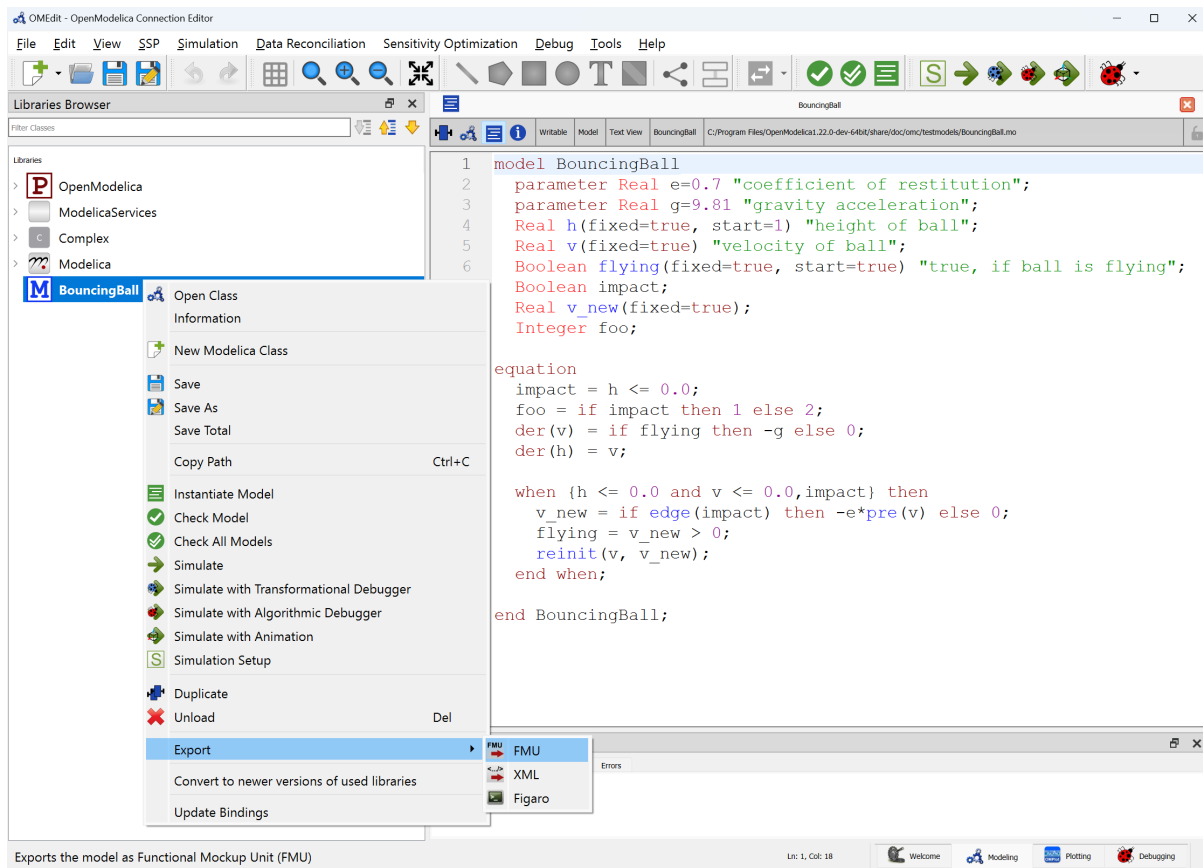 OMEdit - OpenModelica Connection Editor
File Edit View SSP Simulation Data Reconciliation Sensitivity Optimization Debug Tools Help
Libraries Browser
Filter Classes
Libraries
P OpenModelica
ModelicaServices
C Complex
Modelica
M BouncingBall
Open Class
Information
New Modelica Class
Save
Save As
Save Total
Copy Path Ctrl+C
Instantiate Model
Check Model
Check All Models
Simulate
Simulate with Transformational Debugger
Simulate with Algorithmic Debugger
Simulate with Animation
S Simulation Setup
Duplicate
Unload Del
Export
Convert to newer versions of used libraries
Update Bindings
FMU FMU
XML
Figaro
BouncingBall
Writable Model Text View BouncingBall C:/Program Files/OpenModelica1.22.0-dev-64bit/share/doc/omc/testmodels/BouncingBall.mo
1 model BouncingBall
2 parameter Real e=0.7 "coefficient of restitution";
3 parameter Real g=9.81 "gravity acceleration";
4 Real h(fixed=true, start=1) "height of ball";
5 Real v(fixed=true) "velocity of ball";
6 Boolean flying(fixed=true, start=true) "true, if ball is flying";
Boolean impact;
Real v_new(fixed=true);
Integer foo;
equation
impact = h <= 0.0;
foo = if impact then 1 else 2;
der(v) = if flying then -g else 0;
der(h) = v;
when {h <= 0.0 and v <= 0.0,impact} then
v_new = if edge(impact) then -e*pre(v) else 0;
flying = v_new > 0;
reinit(v, v_new);
end when;
end BouncingBall;
Errors
Exports the model as Functional Mockup Unit (FMU)
Ln: 1, Col: 18
Welcome Modeling Plotting Debugging